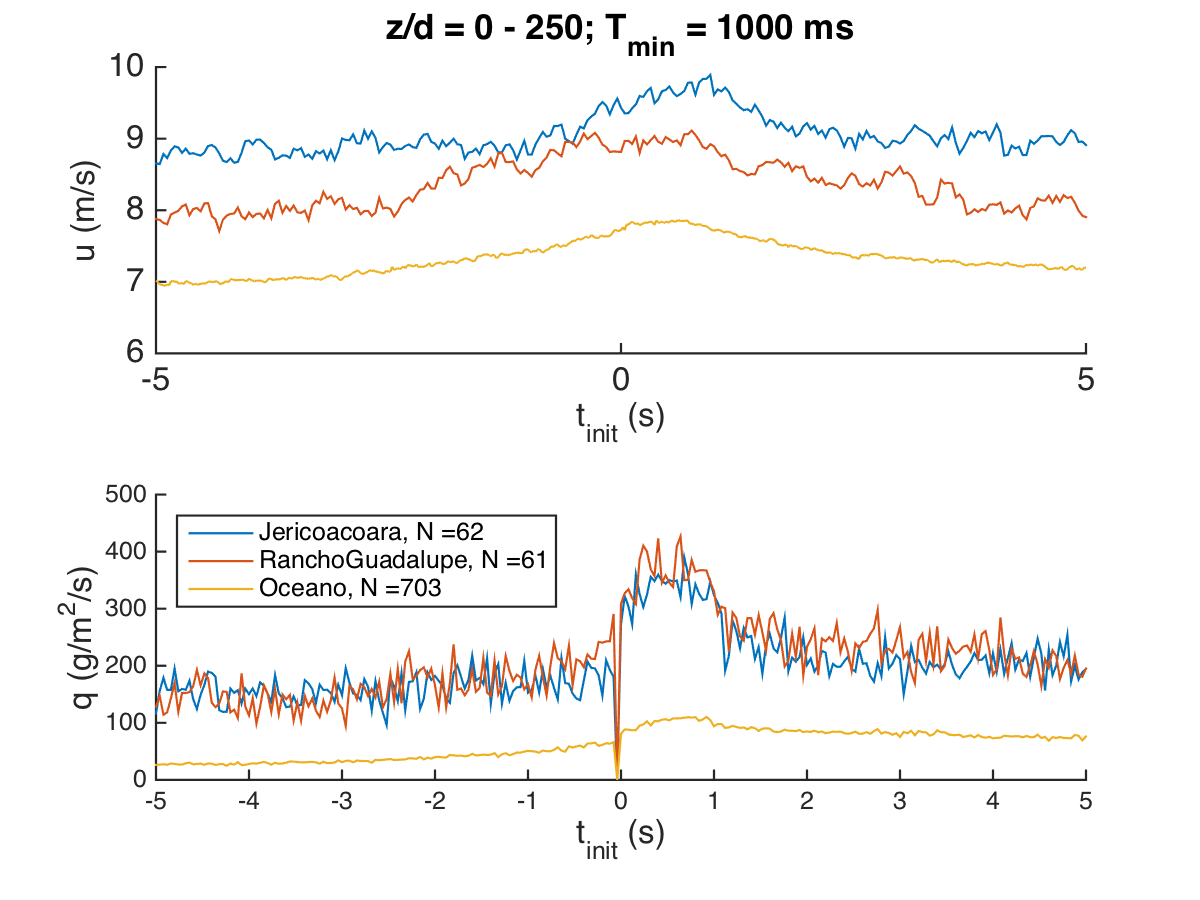 z/d = 0 - 250; T_min = 1000 ms
10
9
8
7
6
u (m/s)
-5 0 5
t_init (s)
500
400
300
200
100
0
q (g/m²/s)
Jericoacoara, N =62
RanchoGuadalupe, N =61
Oceano, N =703
-5 -4 -3 -2 -1 0 1 2 3 4 5
t_init (s)